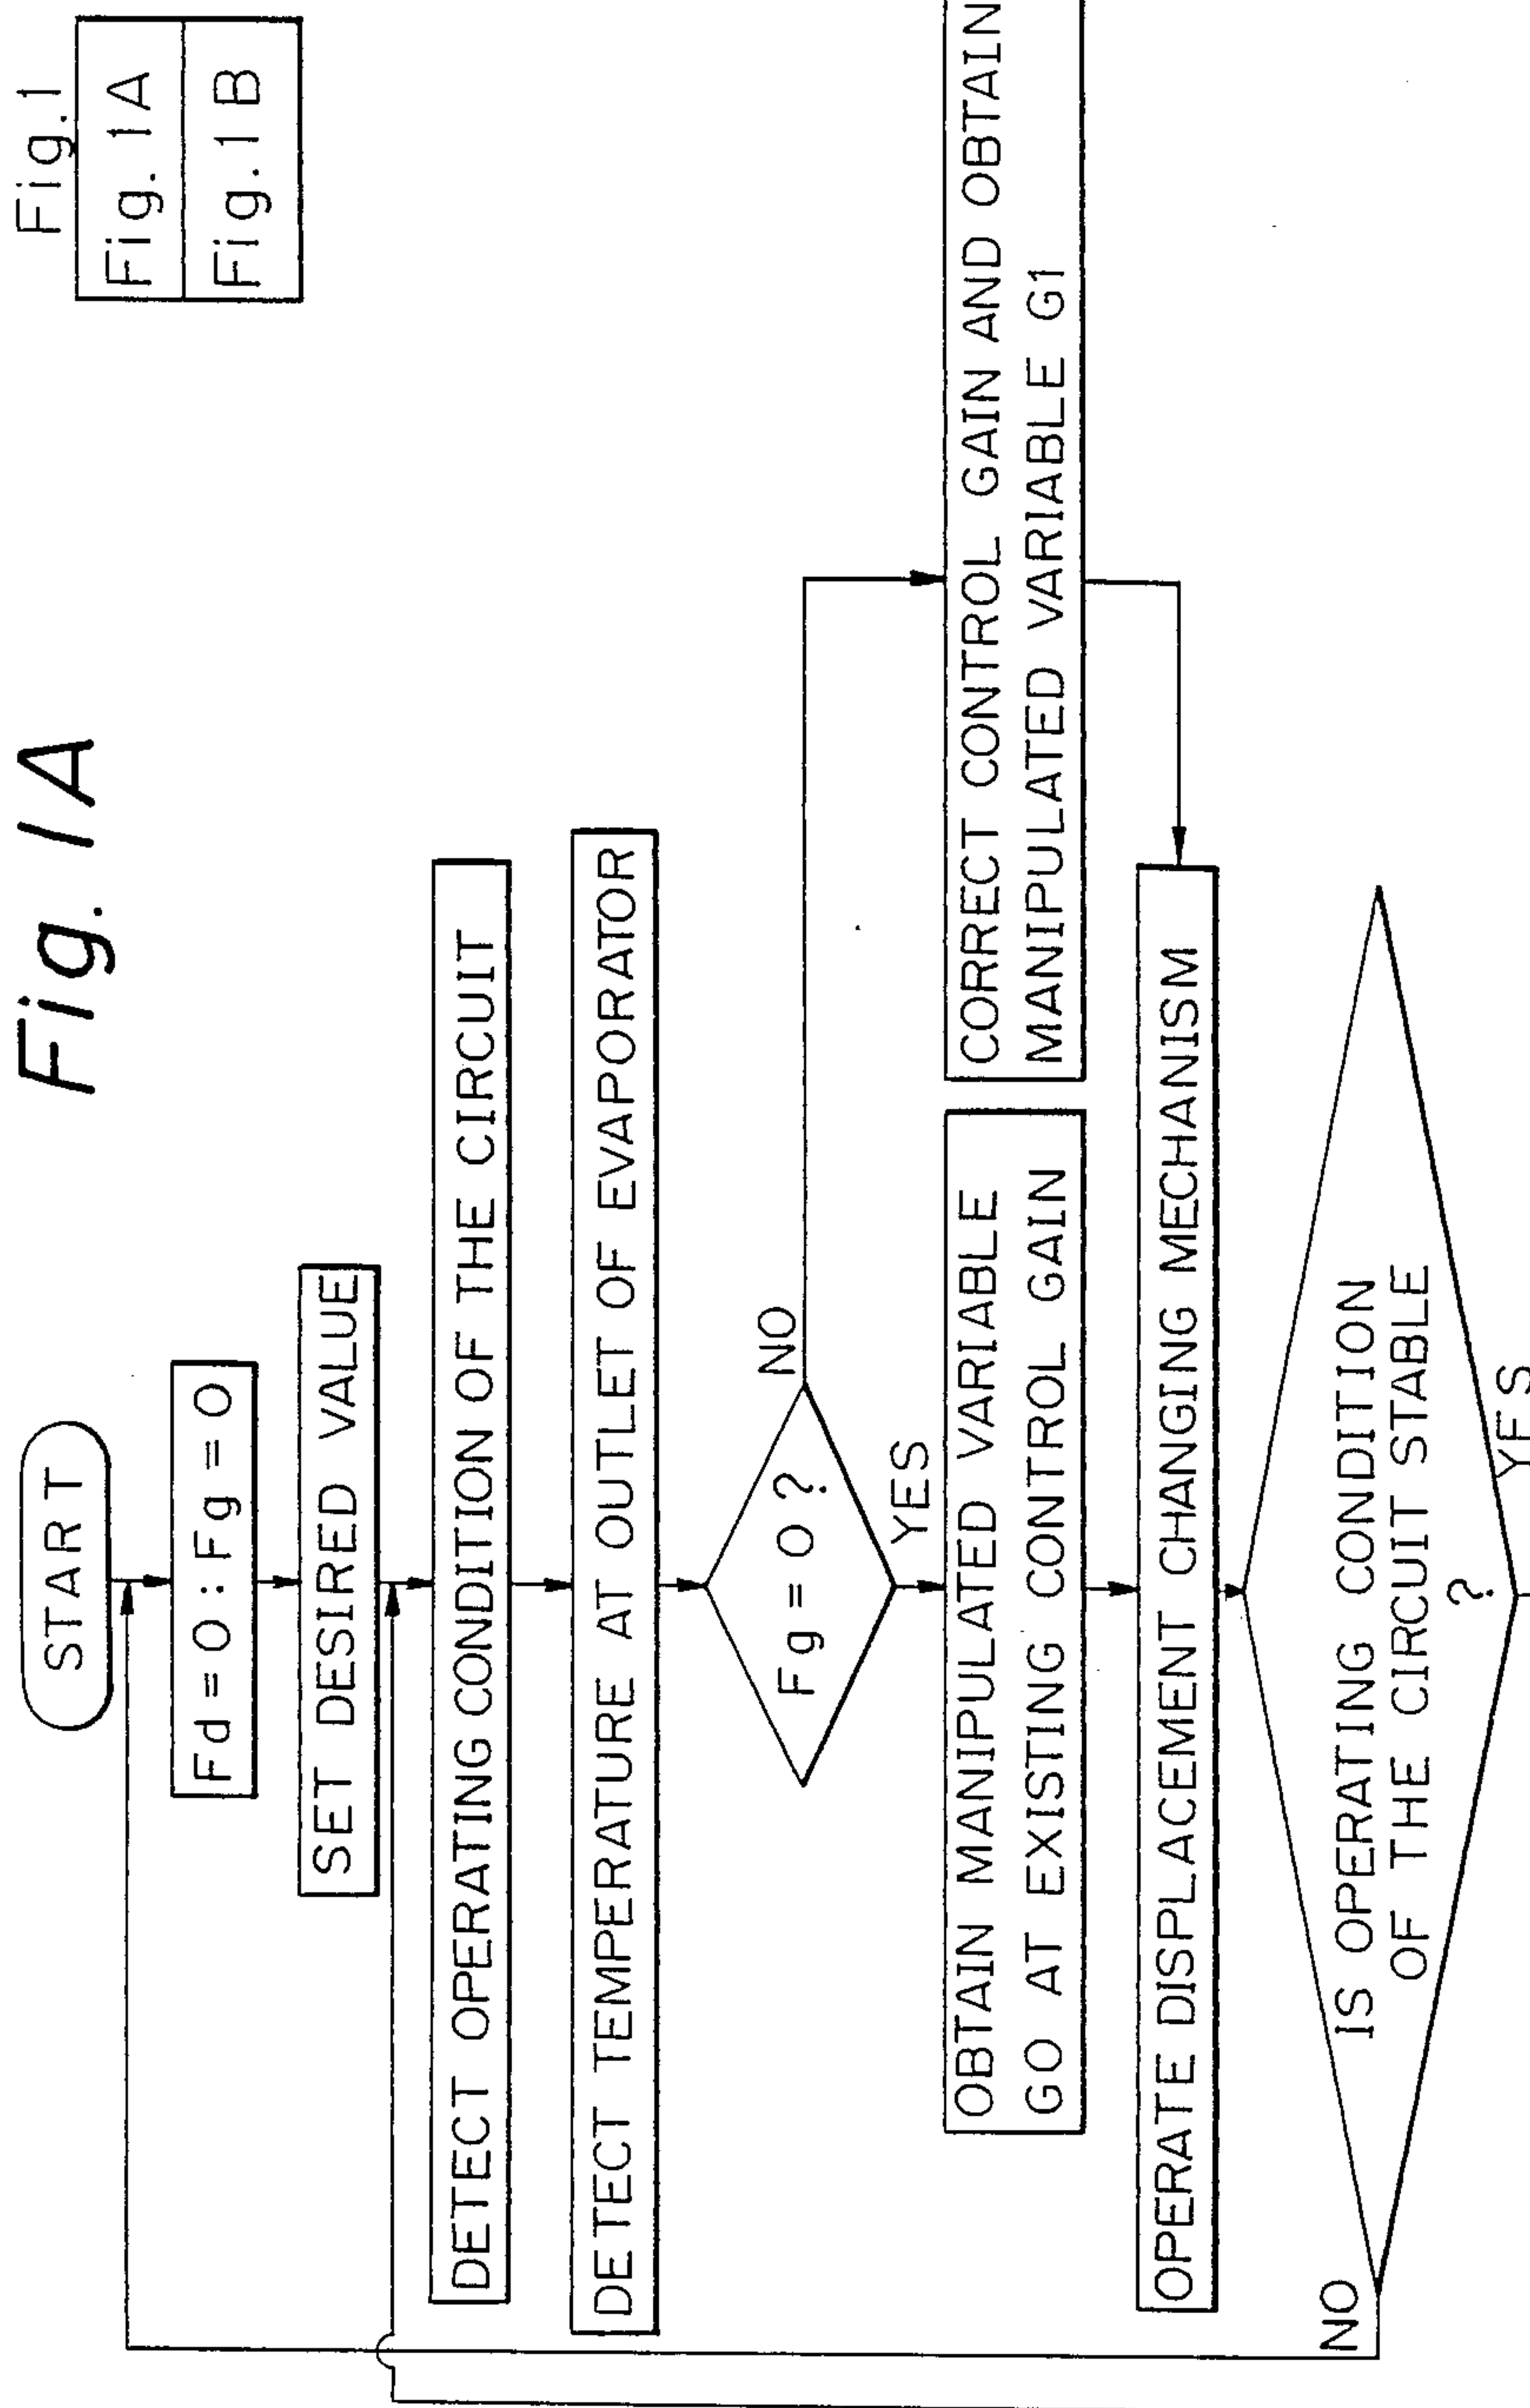 Fig. 1A
Fig.1
Fig. 1A
Fig.1B
START
Fd=0:Fg=0
SET DESIRED VALUE
DETECT OPERATING CONDITION OF THE CIRCUIT
DETECT TEMPERATURE AT OUTLET OF EVAPORATOR
Fg=0?
NO
YES
OBTAIN MANIPULATED VARIABLE
G0 AT EXISTING CONTROL GAIN
CORRECT CONTROL GAIN AND OBTAIN
MANIPULATED VARIABLE G1
OPERATE DISPLACEMENT CHANGING MECHANISM
IS OPERATING CONDITION
OF THE CIRCUIT STABLE
?
NO
YES